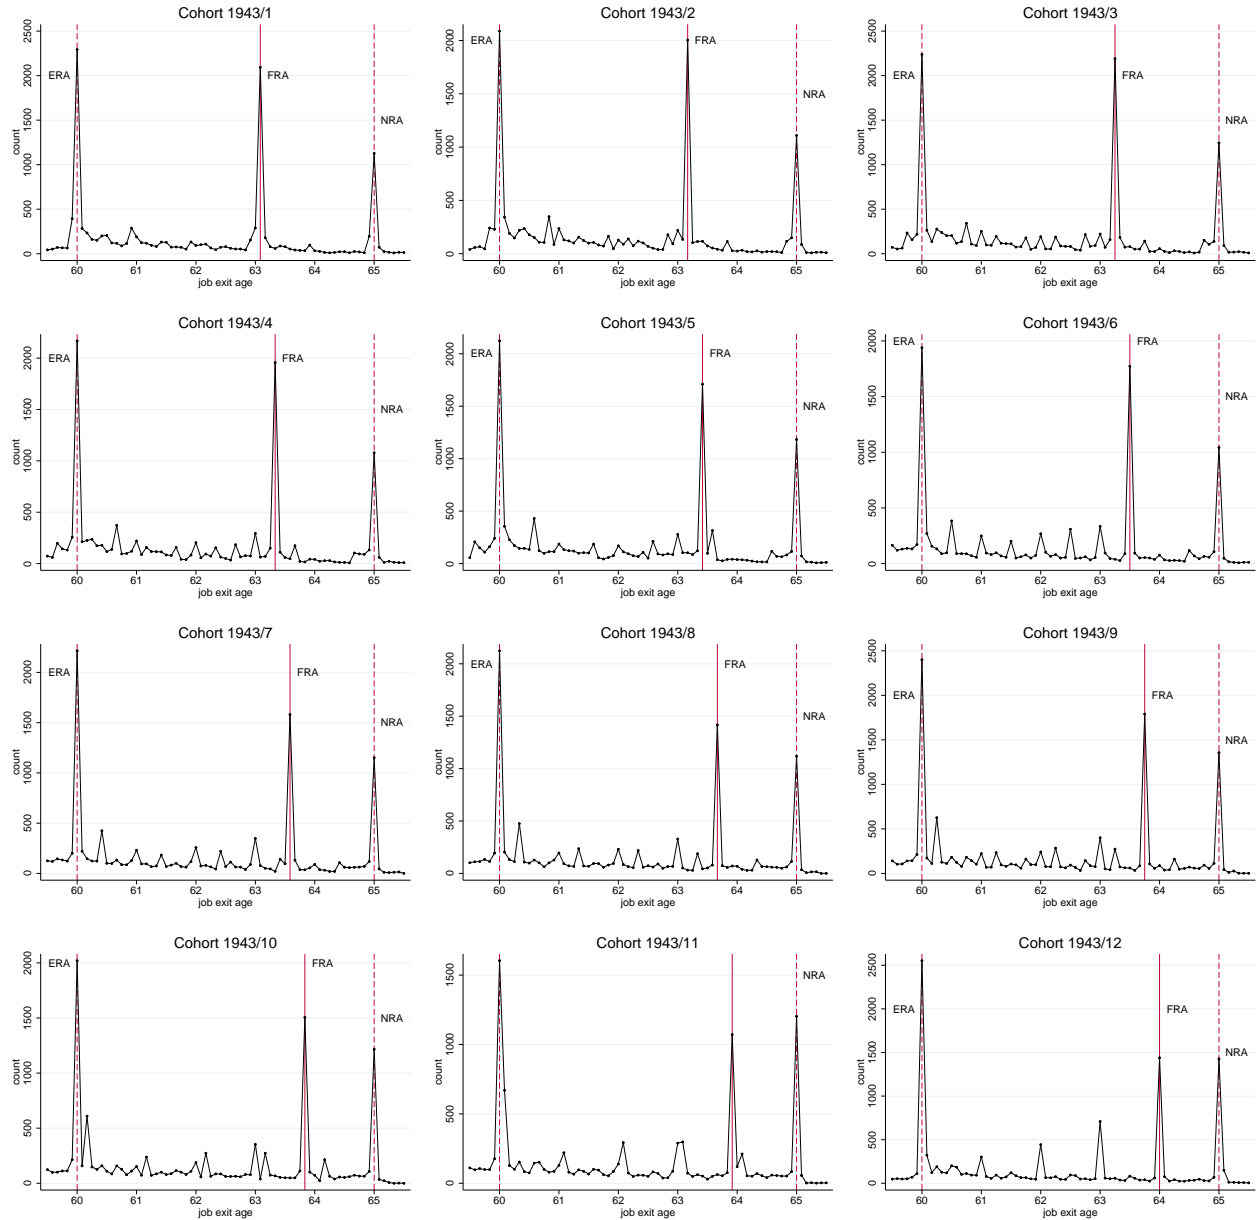 Cohort 1943/1
count
0 500 1000 1500 2000 2500
ERA
FRA
NRA
60 61 62 63 64 65
job exit age
Cohort 1943/2
count
0 500 1000 1500 2000
ERA
FRA
NRA
60 61 62 63 64 65
job exit age
Cohort 1943/3
count
0 500 1000 1500 2000 2500
ERA
FRA
NRA
60 61 62 63 64 65
job exit age
Cohort 1943/4
count
0 500 1000 1500 2000
ERA
FRA
NRA
60 61 62 63 64 65
job exit age
Cohort 1943/5
count
0 500 1000 1500 2000
ERA
FRA
NRA
60 61 62 63 64 65
job exit age
Cohort 1943/6
count
0 500 1000 1500 2000
ERA
FRA
NRA
60 61 62 63 64 65
job exit age
Cohort 1943/7
count
0 500 1000 1500 2000
ERA
FRA
NRA
60 61 62 63 64 65
job exit age
Cohort 1943/8
count
0 500 1000 1500 2000
ERA
FRA
NRA
60 61 62 63 64 65
job exit age
Cohort 1943/9
count
0 500 1000 1500 2000 2500
ERA
FRA
NRA
60 61 62 63 64 65
job exit age
Cohort 1943/10
count
0 500 1000 1500 2000
ERA
FRA
NRA
60 61 62 63 64 65
job exit age
Cohort 1943/11
count
0 500 1000 1500
NRA
60 61 62 63 64 65
job exit age
Cohort 1943/12
count
0 500 1000 1500 2000 2500
ERA
FRA
NRA
60 61 62 63 64 65
job exit age